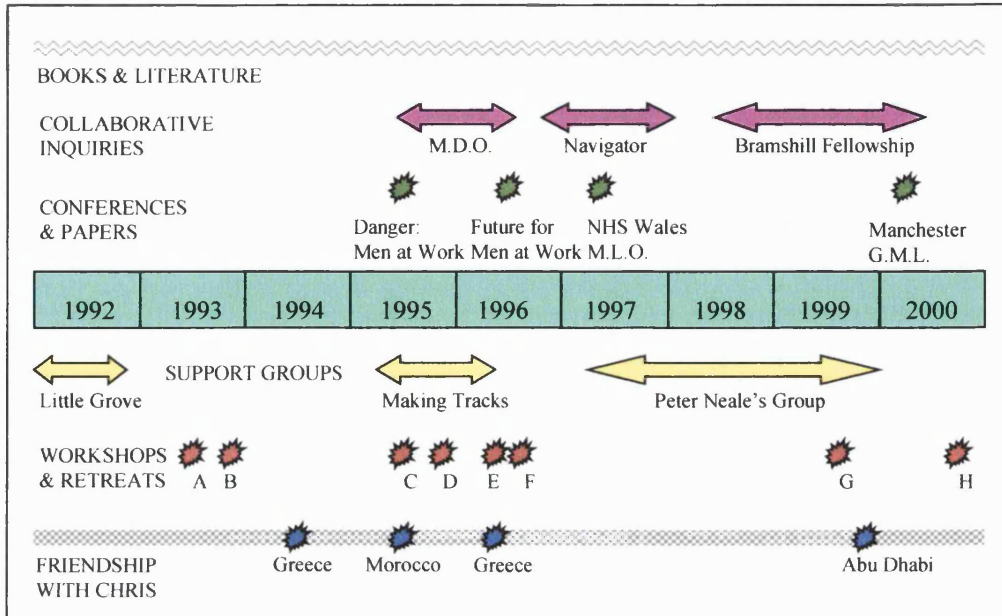 BOOKS & LITERATURE
COLLABORATIVE
INQUIRIES
M.D.O. Navigator Bramshill Fellowship
CONFERENCES
& PAPERS
Danger:
Men at Work
Future for
Men at Work
NHS Wales
M.L.O.
Manchester
G.M.L.
1992 1993 1994 1995 1996 1997 1998 1999 2000
SUPPORT GROUPS
Little Grove Making Tracks Peter Neale's Group
WORKSHOPS
& RETREATS
A B C D E F G H
FRIENDSHIP
WITH CHRIS
Greece Morocco Greece Abu Dhabi